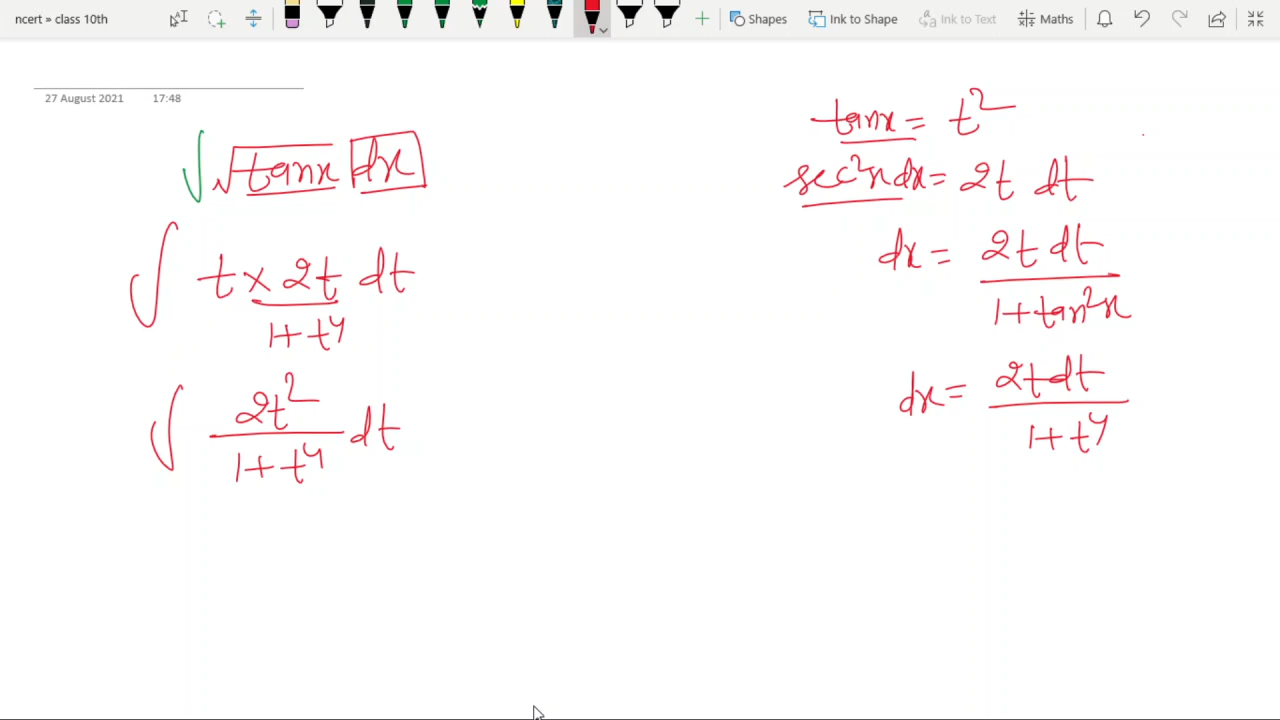 ncert » class 10th
Shapes
Ink to Shape
Ink to Text
Maths
27 August 2021 17:48
∫ √tanx dx
∫ t × 2t/(1+t⁴) dt
∫ 2t²/(1+t⁴) dt
tanx = t²
sec²x dx = 2t dt
dx = 2t dt/(1+tan²x)
dx = 2t dt/(1+t⁴)